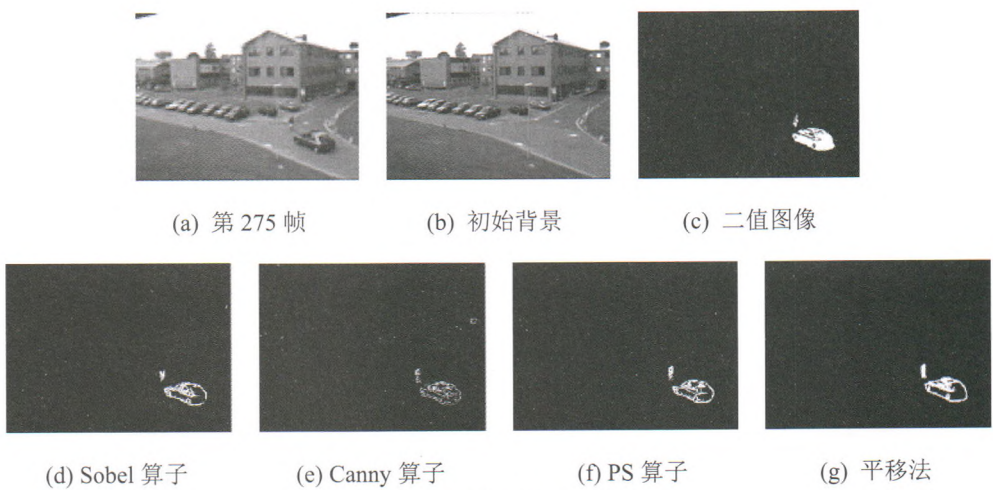 (a) 第 275 帧
(b) 初始背景
(c) 二值图像
(d) Sobel 算子
(e) Canny 算子
(f) PS 算子
(g) 平移法